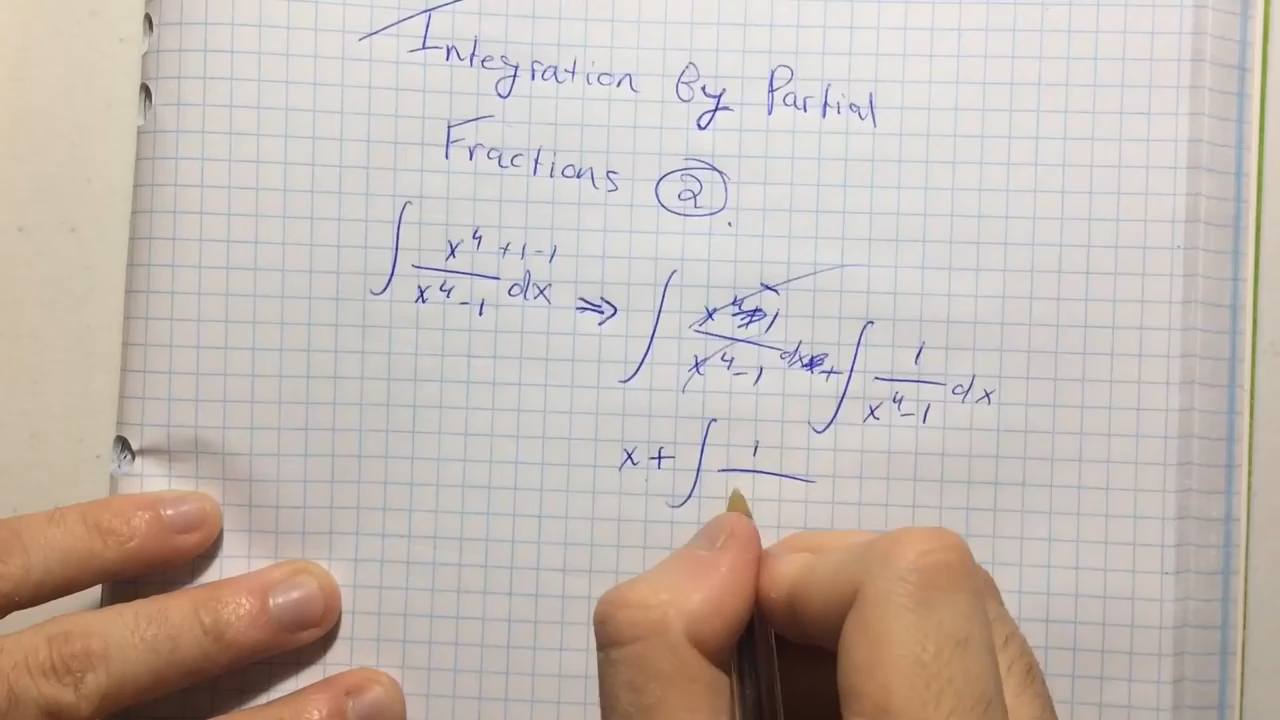 Integration By Partial
Fractions ②.
∫ x⁴+1-1 / x⁴-1 dx ⇒ ∫ x⁴-1 / x⁴-1 dx + ∫ 1 / x⁴-1 dx
x + ∫ 1 /